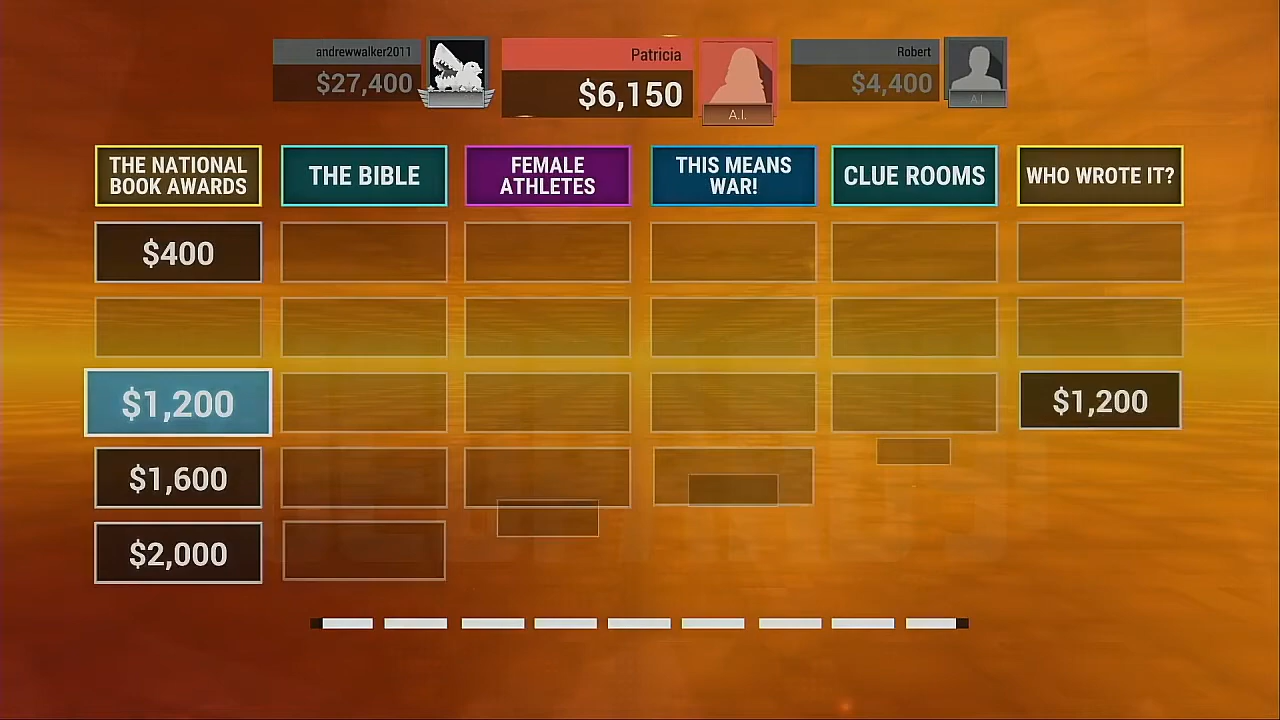 andrewwalker2011
$27,400
Patricia
$6,150
A.I.
Robert
$4,400
A.I.
THE NATIONAL
BOOK AWARDS
THE BIBLE
FEMALE
ATHLETES
THIS MEANS
WAR!
CLUE ROOMS
WHO WROTE IT?
$400
$1,200
$1,200
$1,600
$2,000